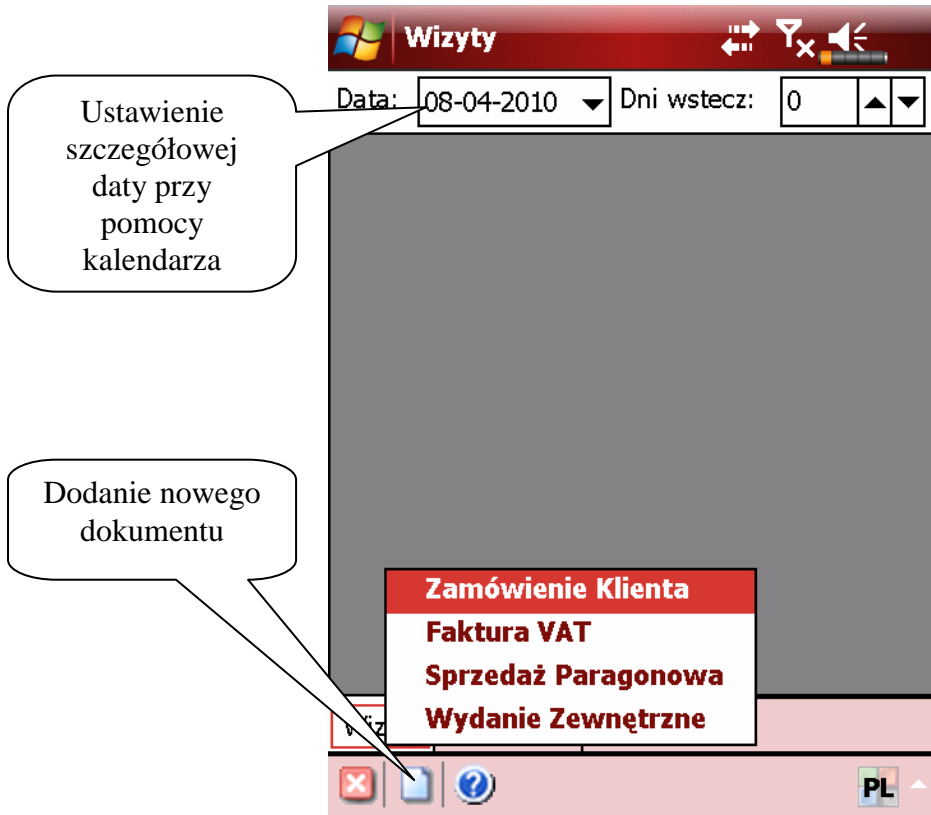 Wizyty
Data: 08-04-2010 Dni wstecz: 0
Ustawienie
szczegółowej
daty przy
pomocy
kalendarza
Dodanie nowego
dokumentu
Zamówienie Klienta
Faktura VAT
Sprzedaż Paragonowa
Wydanie Zewnętrzne
PL